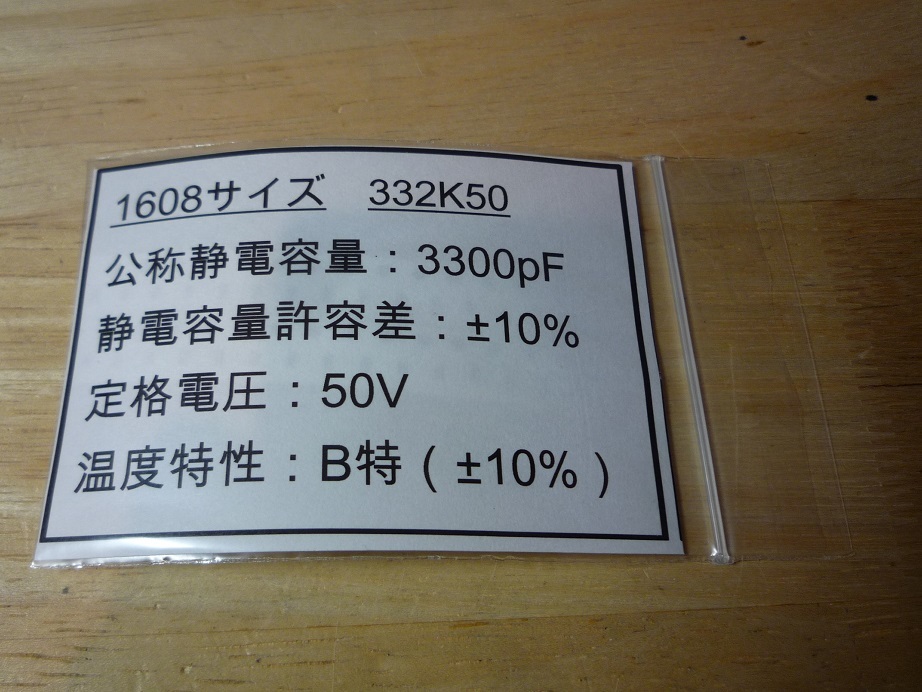 1608サイズ　332K50
公称静電容量：3300pF
静電容量許容差：±10%
定格電圧：50V
温度特性：B特（±10%）